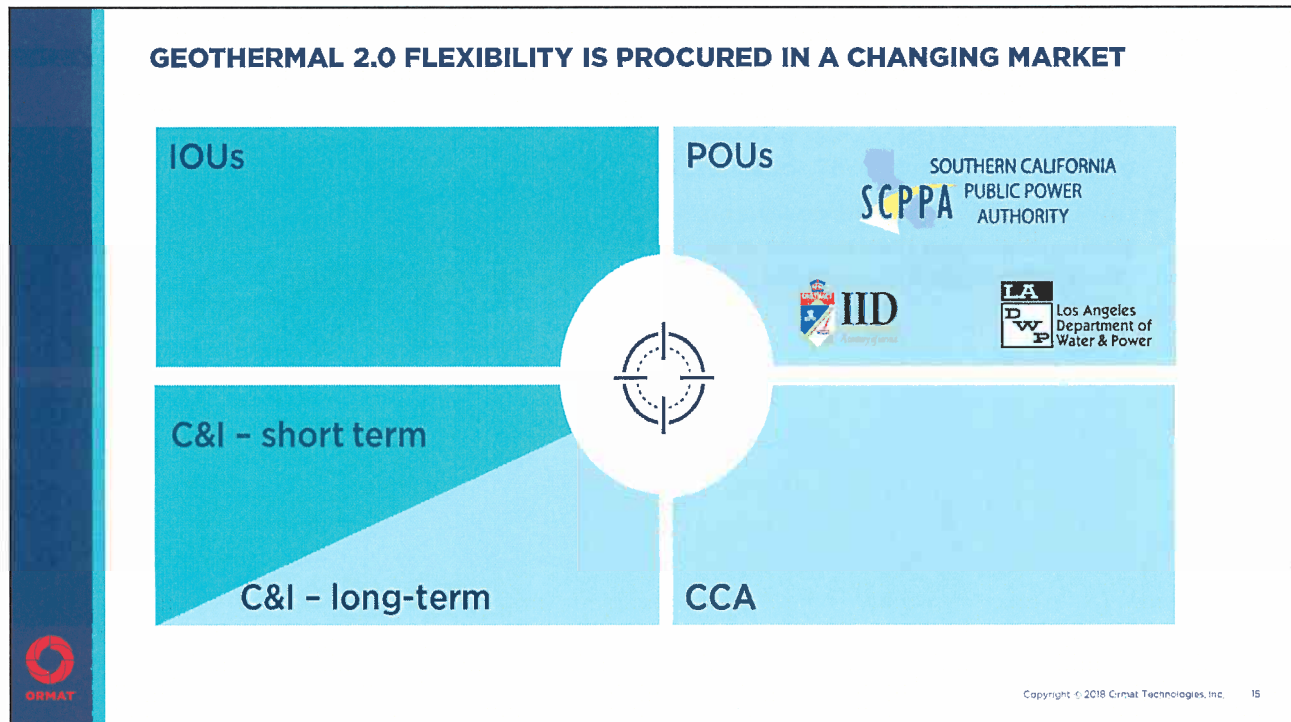 GEOTHERMAL 2.0 FLEXIBILITY IS PROCURED IN A CHANGING MARKET
IOUs
POUs
SCPPA
SOUTHERN CALIFORNIA
PUBLIC POWER
AUTHORITY
IID
LA
DWP
Los Angeles
Department of
Water & Power
C&I – short term
C&I – long-term
CCA
ORMAT
Copyright © 2018 Ormat Technologies, Inc. 15